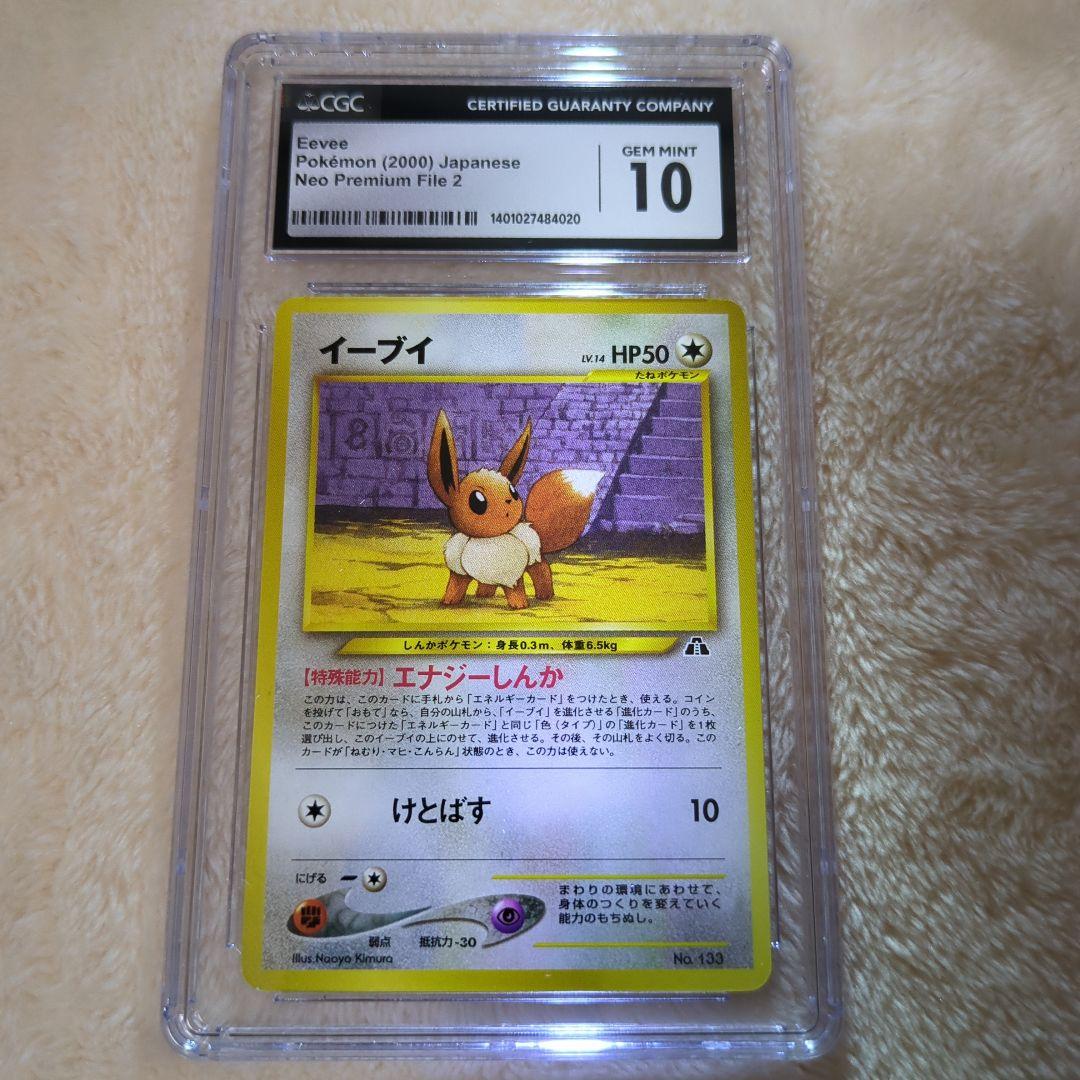 CGC
CERTIFIED GUARANTY COMPANY
Eevee
Pokémon (2000) Japanese
Neo Premium File 2
GEM MINT
10
1401027484020
イーブイ
LV.14 HP50
たねポケモン
8
しんかポケモン：身長0.3m、体重6.5kg
【特殊能力】エナジーしんか
この力は、このカードに手札から「エネルギーカード」をつけたとき、使える。コイン
を投げて「おもて」なら、自分の山札から、「イーブイ」を進化させる「進化カード」のうち、
このカードにつけた「エネルギーカード」と同じ「色（タイプ）」の「進化カード」を1枚
選び出し、このイーブイの上にのせて、進化させる。その後、その山札をよく切る。この
カードが「ねむり・マヒ・こんらん」状態のとき、この力は使えない。
けとばす 10
にげる
弱点
抵抗力-30
まわりの環境にあわせて、
身体のつくりを変えていく
能力のもちぬし。
Illus.Naoyo Kimura
No. 133